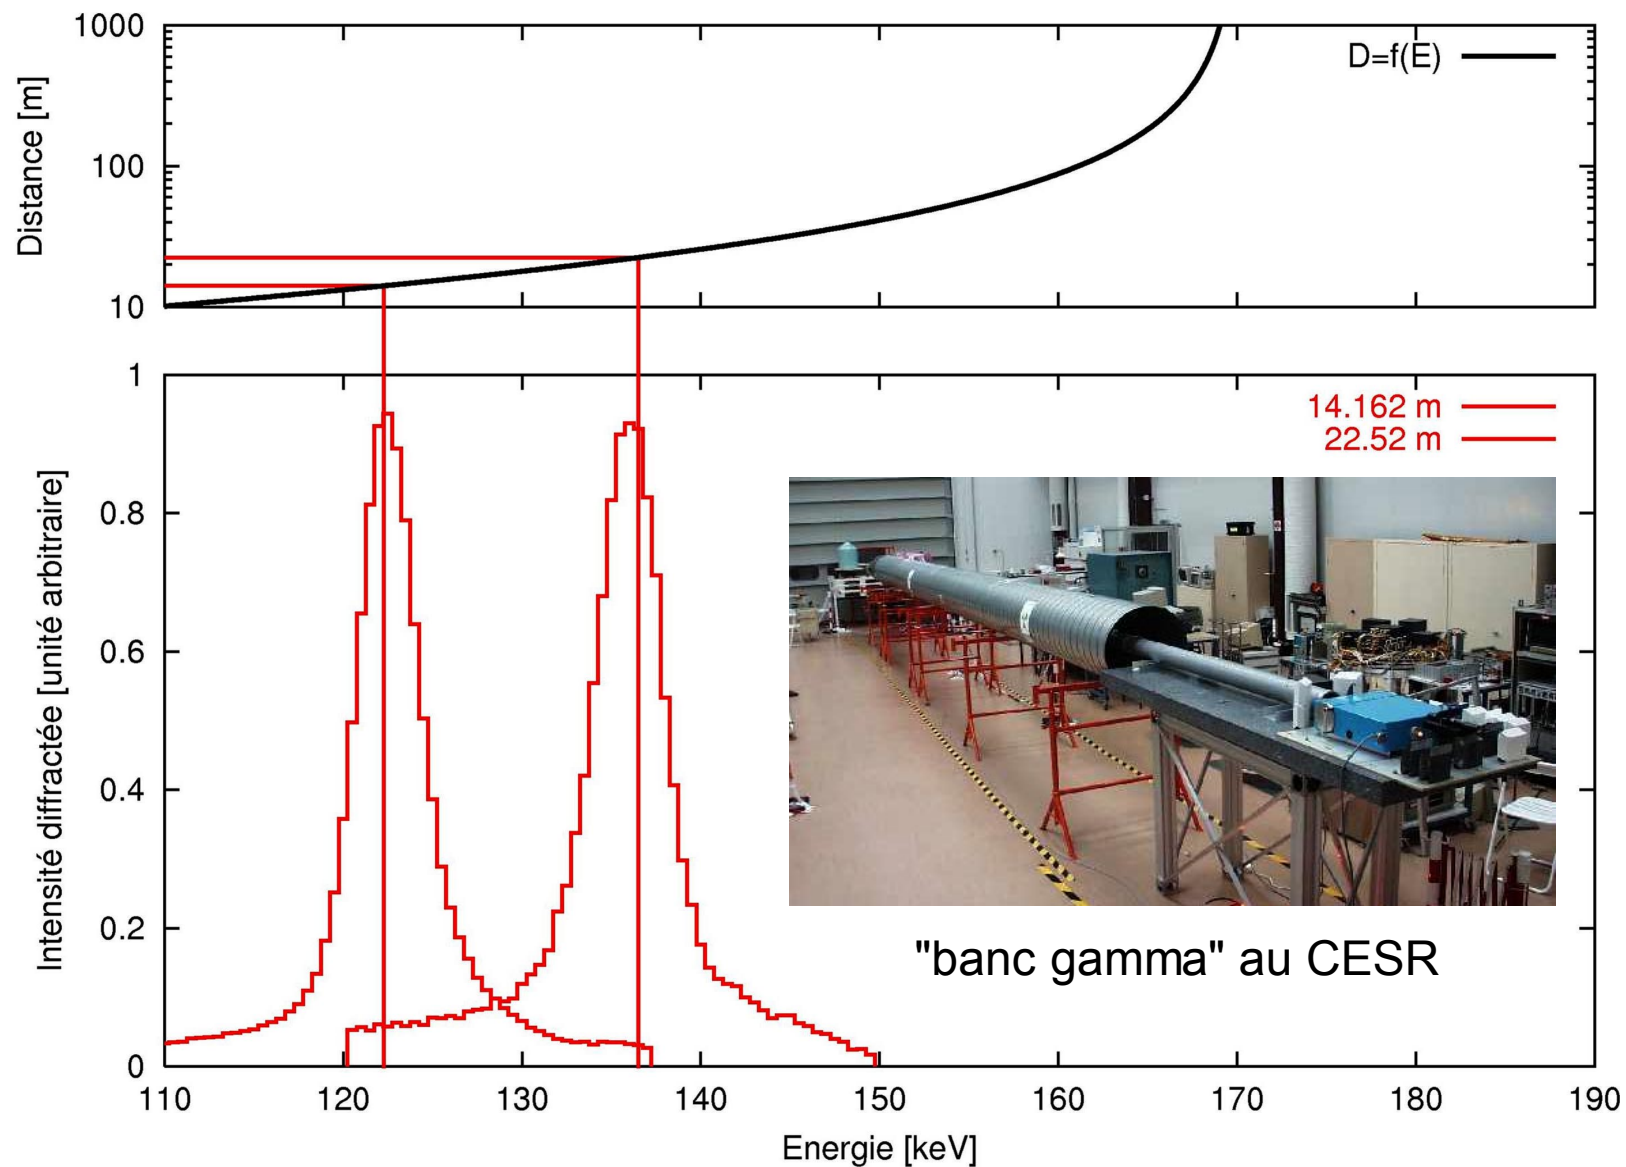 1000
100
10
Distance [m]
D=f(E)
1
0.8
0.6
0.4
0.2
0
Intensité diffractée [unité arbitraire]
14.162 m
22.52 m
"banc gamma" au CESR
110 120 130 140 150 160 170 180 190
Energie [keV]